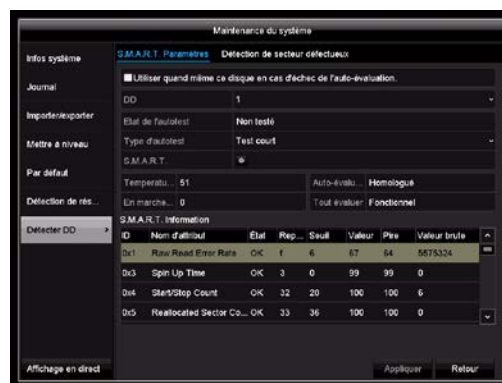 Maintenance du système
Infos système
Journal
Importer/exporter
Mettre à niveau
Par défaut
Détection de rés...
Détecter DD
Affichage en direct
S.M.A.R.T. Paramètres Détection de secteur défectueux
Utiliser quand même ce disque en cas d'échec de l'auto-évaluation.
DD 1
Etat de l'autotest Non testé
Type d'autotest Test court
S.M.A.R.T.
Températu... 51 Auto-évalu... Homologué
En marche... 0 Tout évaluer Fonctionnel
S.M.A.R.T. Information
ID Nom d'attribut État Rep... Seuil Valeur Pire Valeur brute
0x1 Raw Read Error Rate OK f 6 67 64 5575324
0x3 Spin Up Time OK 3 0 99 99 0
0x4 Start/Stop Count OK 32 20 100 100 6
0x5 Reallocated Sector Co... OK 33 36 100 100 0
Appliquer Retour